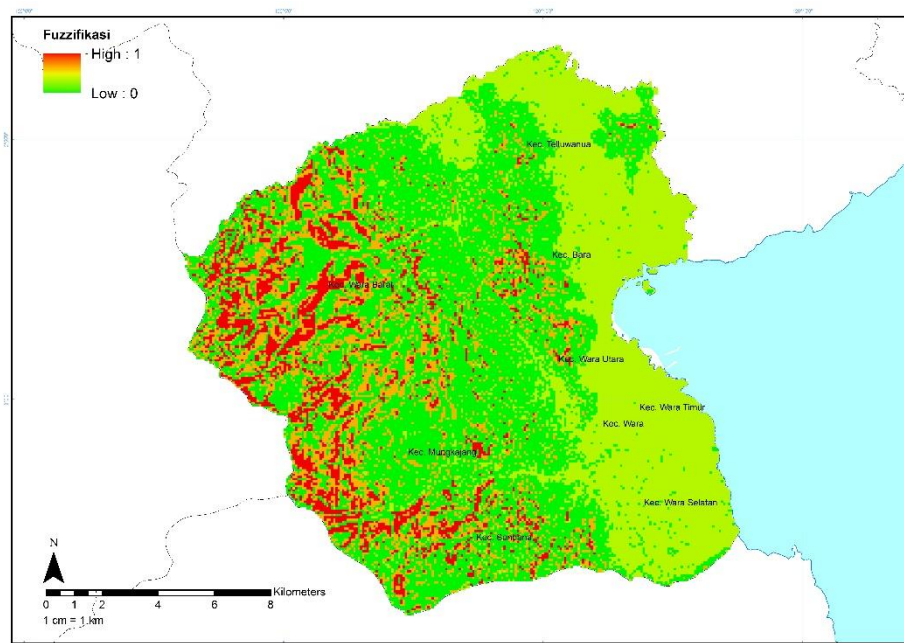 Fuzzifikasi
High : 1
Low : 0
Kec. Telluwanua
Kec. Bara
Kec. Wara Barat
Kec. Wara Utara
Kec. Wara Timur
Kec. Wara
Kec. Mungkajang
Kec. Wara Selatan
Kec. Sendana
N
Kilometers
0 1 2 4 6 8
1 cm = 1 km